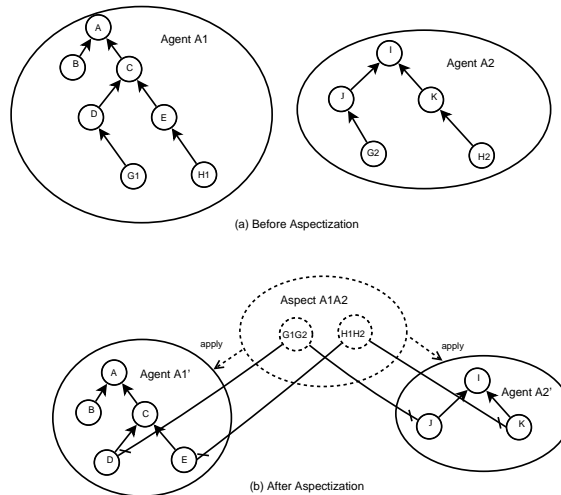 A
Agent A1
B
C
D
E
G1
H1
I
Agent A2
J
K
G2
H2
(a) Before Aspectization
Aspect A1A2
G1G2
H1H2
apply
apply
Agent A1'
A
B
C
D
E
I
Agent A2'
J
K
(b) After Aspectization